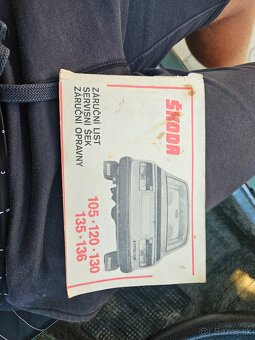 ŠKODA
ZÁRUČNÍ LIST
SERVISNÍ ŠEK
ZÁRUČNÍ OPRAVNY
105 · 120 · 130
135 · 136